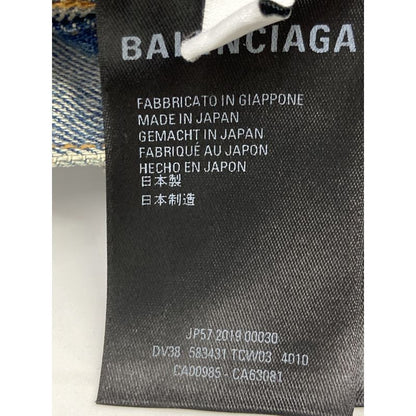 BALENCIAGA
FABBRICATO IN GIAPPONE
MADE IN JAPAN
GEMACHT IN JAPAN
FABRIQUÉ AU JAPON
HECHO EN JAPON
日本製
日本制造
JP57 2019 00030
DV38 583431 TCW03 4010
CA00985 - CA63081